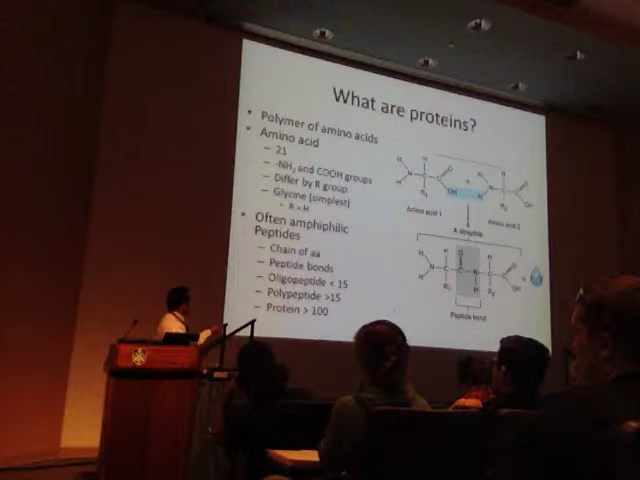 What are proteins?
• Polymer of amino acids
• Amino acid
– 21
– -NH2 and COOH groups
– Differ by R group
– Glycine (simplest)
• R = H
• Often amphiphilic
Peptides
– Chain of aa
– Peptide bonds
– Oligopeptide < 15
– Polypeptide >15
– Protein > 100
Amino acid 1
Amino acid 2
A dipeptide
Peptide bond